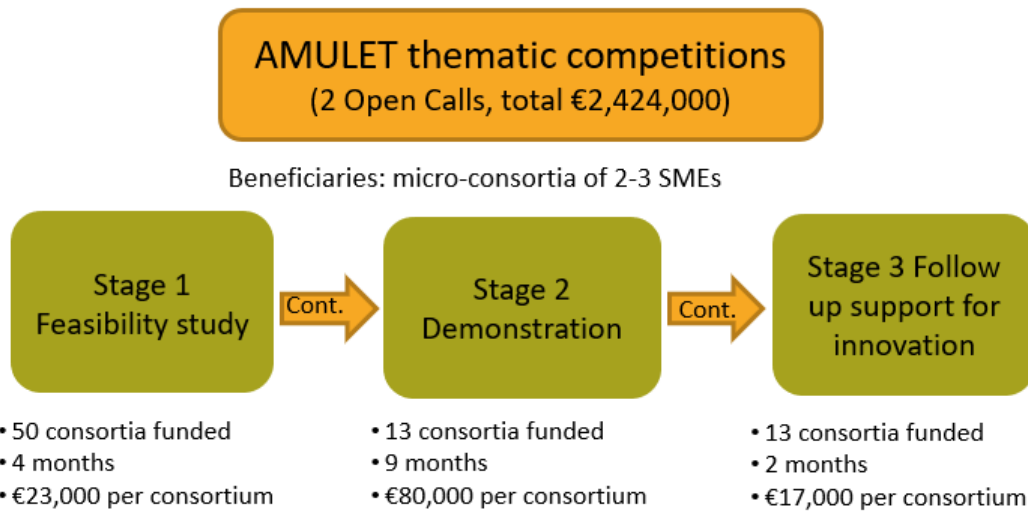 AMULET thematic competitions
(2 Open Calls, total €2,424,000)
Beneficiaries: micro-consortia of 2-3 SMEs
Stage 1
Feasibility study
Cont.
Stage 2
Demonstration
Cont.
Stage 3 Follow
up support for
innovation
• 50 consortia funded
• 4 months
• €23,000 per consortium
• 13 consortia funded
• 9 months
• €80,000 per consortium
• 13 consortia funded
• 2 months
• €17,000 per consortium